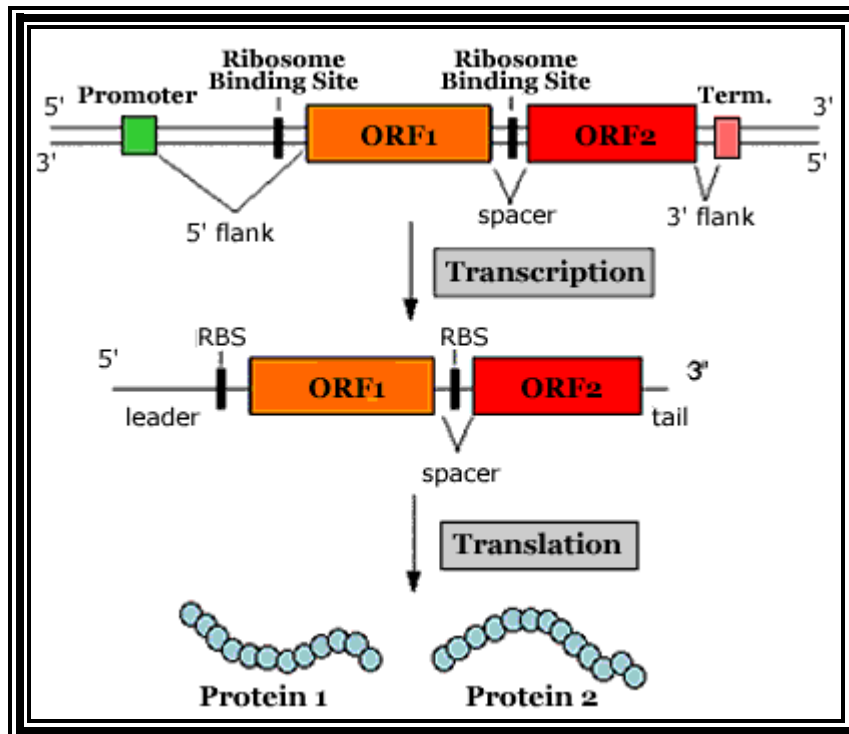 Ribosome
Binding Site
Ribosome
Binding Site
Promoter
Term.
5'
3'
3'
5'
ORF1
ORF2
5' flank
spacer
3' flank
Transcription
5'
RBS
RBS
3'
ORF1
ORF2
leader
tail
spacer
Translation
Protein 1
Protein 2